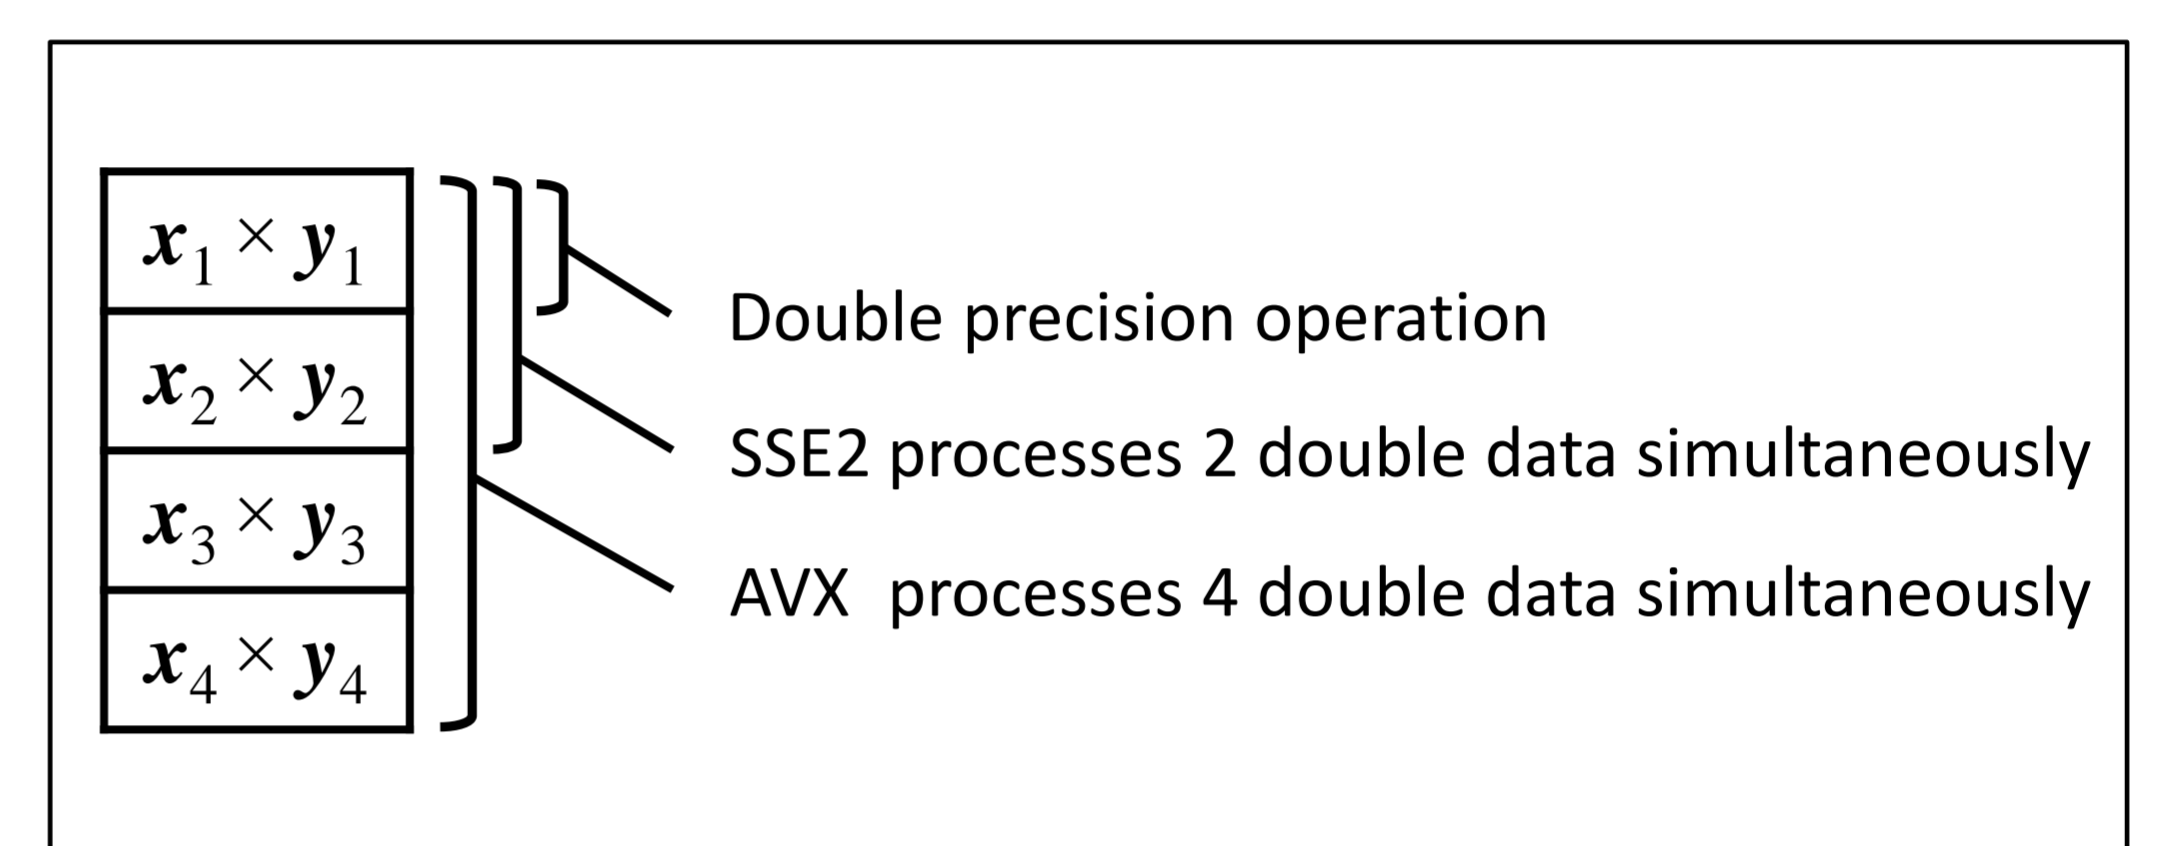 x₁ × y₁
x₂ × y₂
x₃ × y₃
x₄ × y₄
Double precision operation
SSE2 processes 2 double data simultaneously
AVX processes 4 double data simultaneously